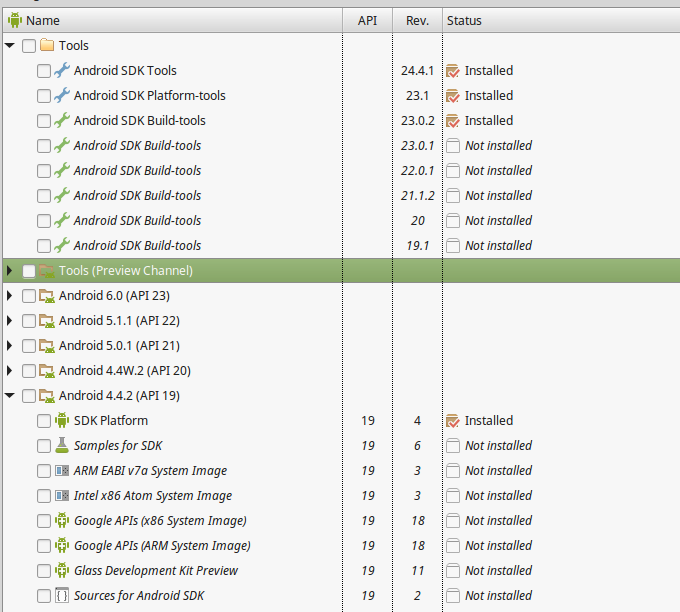 Name API Rev. Status
Tools
Android SDK Tools 24.4.1 Installed
Android SDK Platform-tools 23.1 Installed
Android SDK Build-tools 23.0.2 Installed
Android SDK Build-tools 23.0.1 Not installed
Android SDK Build-tools 22.0.1 Not installed
Android SDK Build-tools 21.1.2 Not installed
Android SDK Build-tools 20 Not installed
Android SDK Build-tools 19.1 Not installed
Tools (Preview Channel)
Android 6.0 (API 23)
Android 5.1.1 (API 22)
Android 5.0.1 (API 21)
Android 4.4W.2 (API 20)
Android 4.4.2 (API 19)
SDK Platform 19 4 Installed
Samples for SDK 19 6 Not installed
ARM EABI v7a System Image 19 3 Not installed
Intel x86 Atom System Image 19 3 Not installed
Google APIs (x86 System Image) 19 18 Not installed
Google APIs (ARM System Image) 19 18 Not installed
Glass Development Kit Preview 19 11 Not installed
Sources for Android SDK 19 2 Not installed